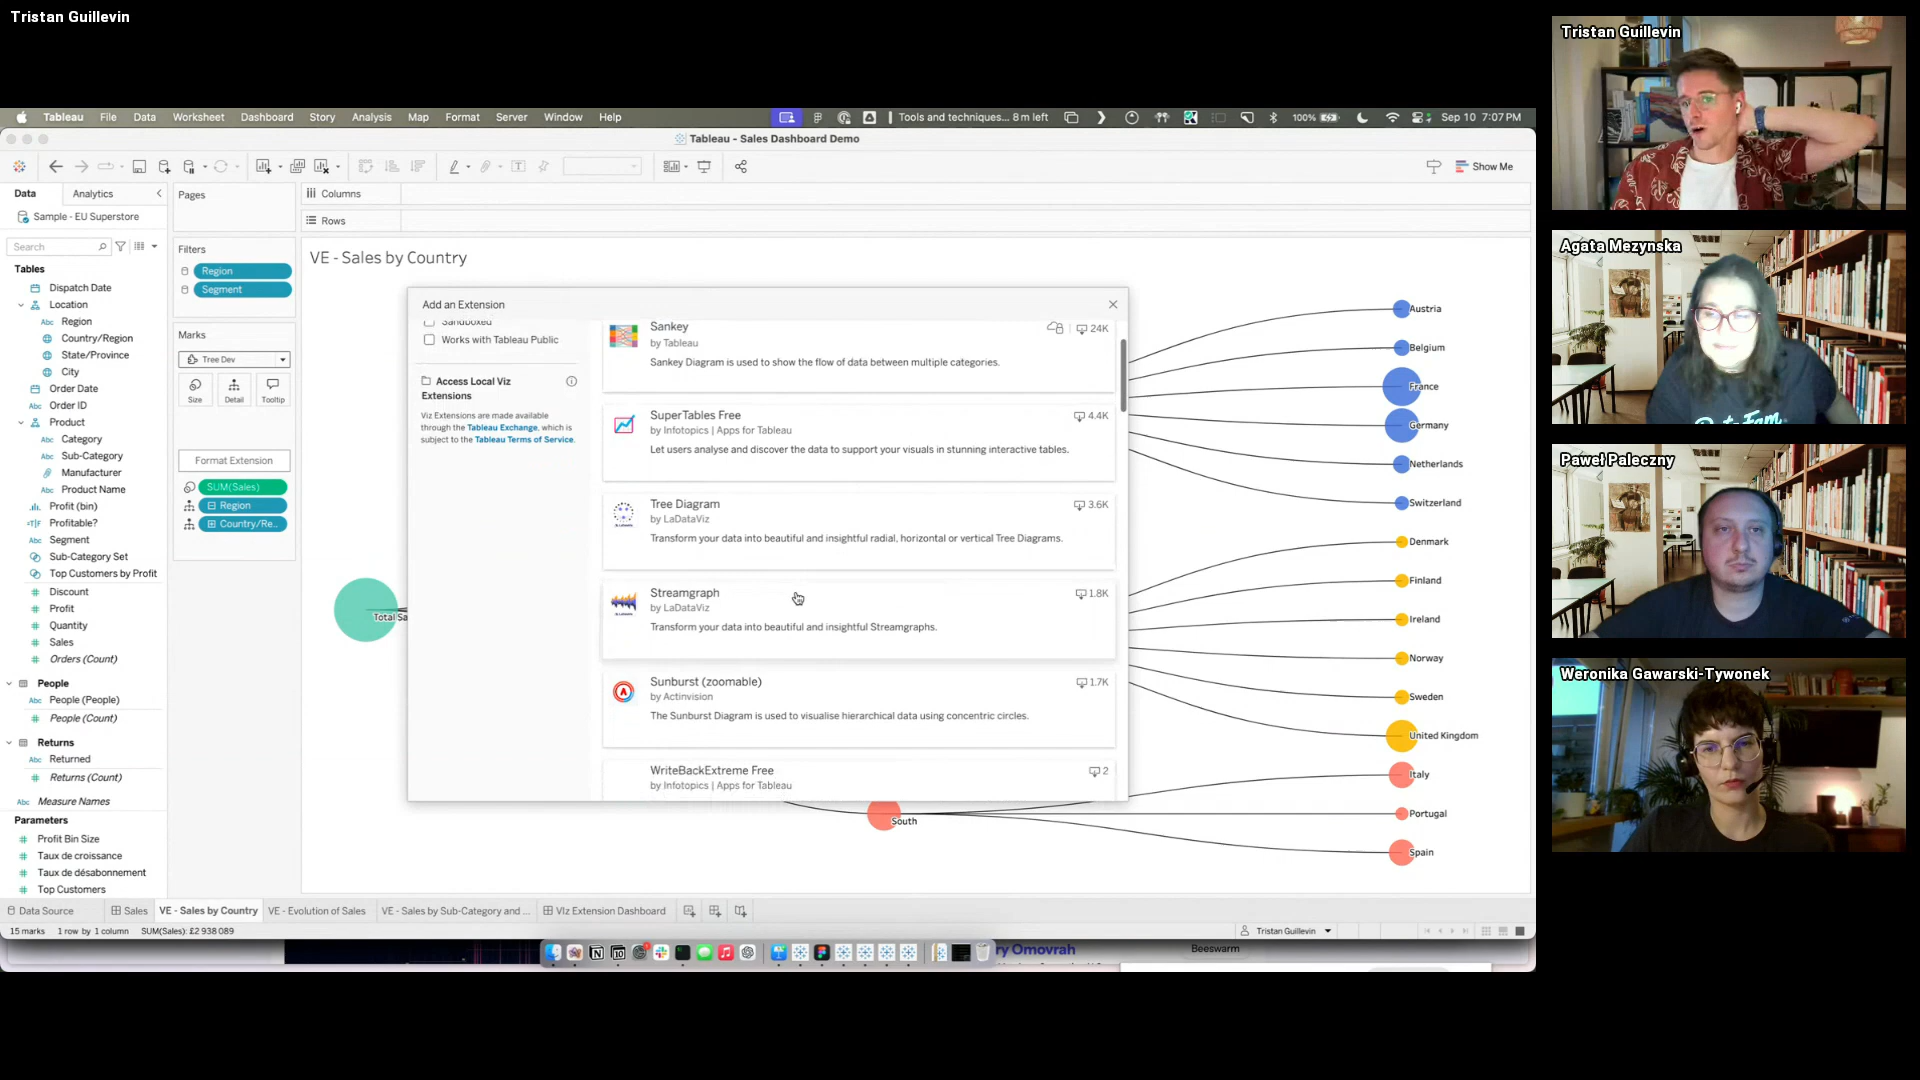 Tristan Guillevin
Tableau File Data Worksheet Dashboard Story Analysis Map Format Server Window Help
Tools and techniques... 8 m left
100%
Sep 10 7:07 PM
Tableau - Sales Dashboard Demo
Show Me
Data Analytics
Sample - EU Superstore
Search
Tables
Dispatch Date
Location
Abc Region
Country/Region
State/Province
City
Order Date
Abc Order ID
Product
Abc Category
Abc Sub-Category
Manufacturer
Abc Product Name
Profit (bin)
=T|F Profitable?
Abc Segment
Sub-Category Set
Top Customers by Profit
Discount
Profit
Quantity
Sales
Orders (Count)
People
Abc People (People)
People (Count)
Returns
Abc Returned
Returns (Count)
Abc Measure Names
Parameters
Profit Bin Size
Taux de croissance
Taux de désabonnement
Top Customers
Pages
Filters
Region
Segment
Marks
Tree Dev
Size Detail Tooltip
Format Extension
SUM(Sales)
Region
Country/Re..
Columns
Rows
VE - Sales by Country
Total Sa
South
Austria
Belgium
France
Germany
Netherlands
Switzerland
Denmark
Finland
Ireland
Norway
Sweden
United Kingdom
Italy
Portugal
Spain
Add an Extension
Sandboxed
Works with Tableau Public
Access Local Viz
Extensions
Viz Extensions are made available
through the Tableau Exchange, which is
subject to the Tableau Terms of Service.
Sankey
24K
by Tableau
Sankey Diagram is used to show the flow of data between multiple categories.
SuperTables Free
4.4K
by Infotopics | Apps for Tableau
Let users analyse and discover the data to support your visuals in stunning interactive tables.
Tree Diagram
3.6K
by LaDataViz
Transform your data into beautiful and insightful radial, horizontal or vertical Tree Diagrams.
Streamgraph
1.8K
by LaDataViz
Transform your data into beautiful and insightful Streamgraphs.
Sunburst (zoomable)
1.7K
by Actinvision
The Sunburst Diagram is used to visualise hierarchical data using concentric circles.
WriteBackExtreme Free
2
by Infotopics | Apps for Tableau
Data Source Sales VE - Sales by Country VE - Evolution of Sales VE - Sales by Sub-Category and ... Viz Extension Dashboard
15 marks 1 row by 1 column SUM(Sales): £2 938 089
Tristan Guillevin
ry Omovrah
Beeswarm
Tristan Guillevin
Agata Mezynska
Paweł Paleczny
Weronika Gawarski-Tywonek